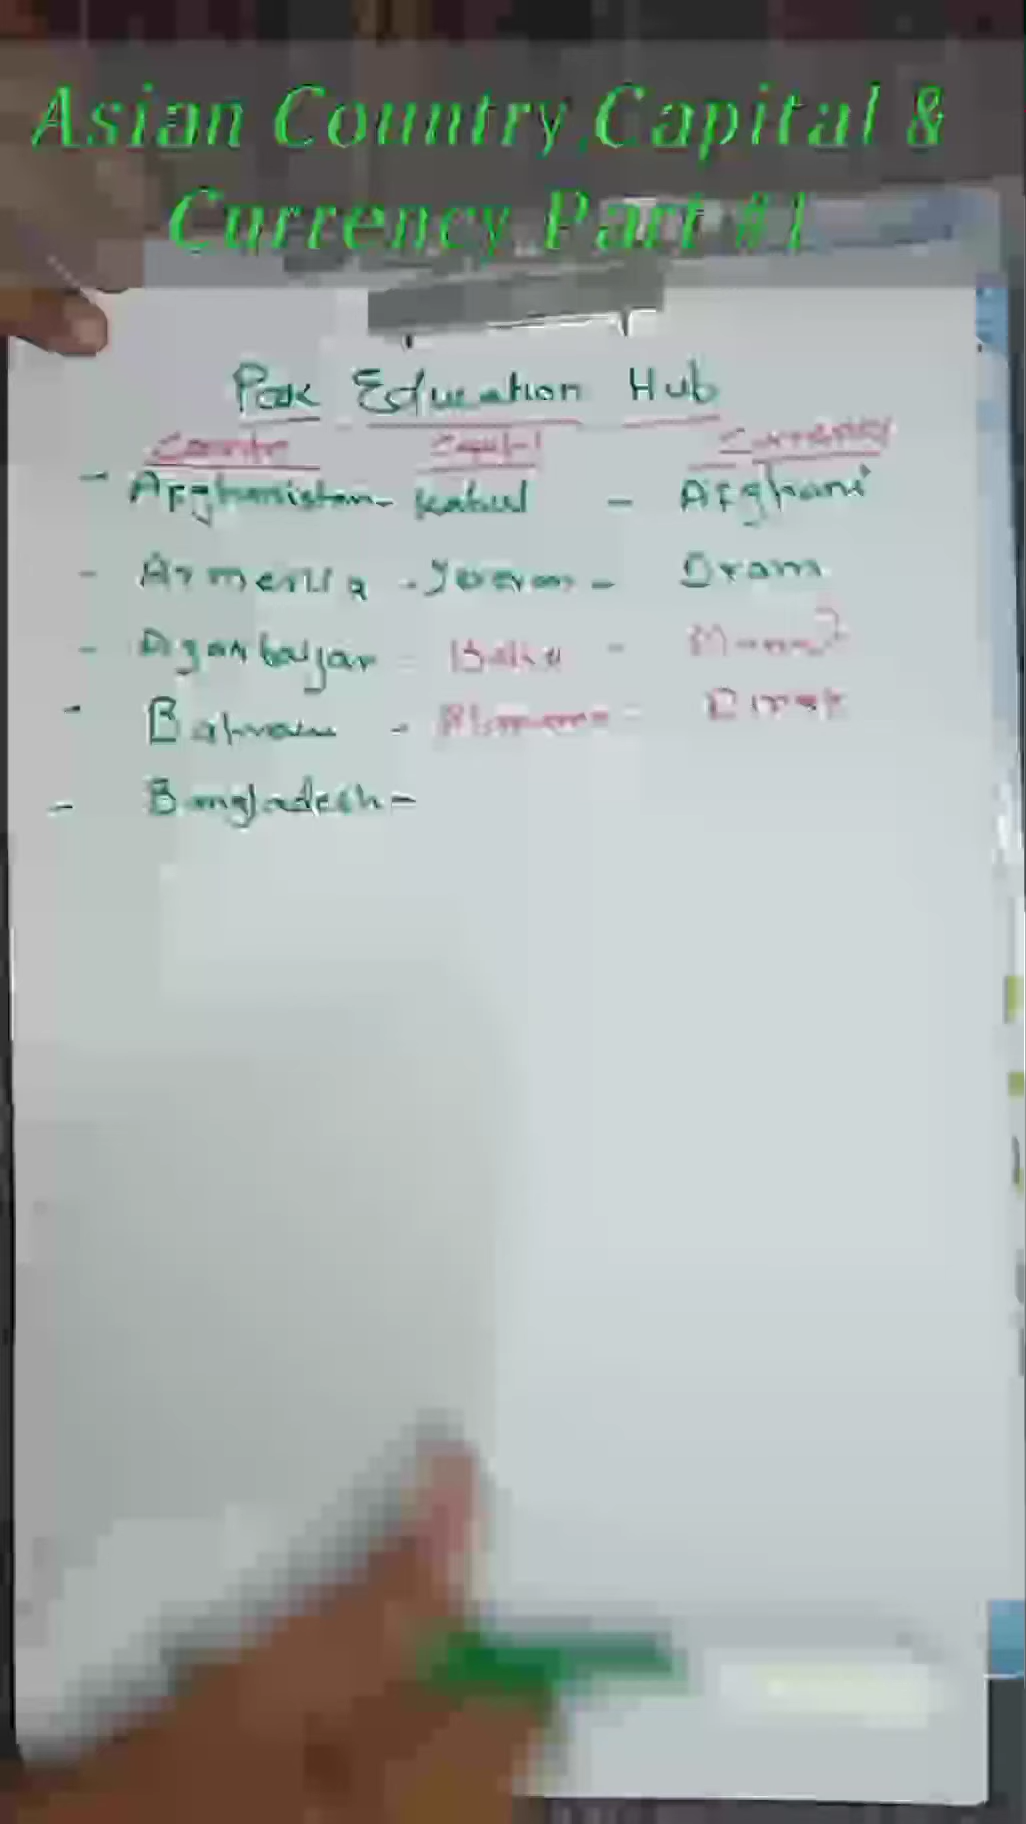 Asian Country,Capital &
Currency Part #1
Pak Education Hub
Country Capital Currency
- Afghanistan - Kabul - Afghani
- Armenia - Yerevan - Dram
- Azarbaijan - Baku -
- Bahrain - -
- Bangladesh -